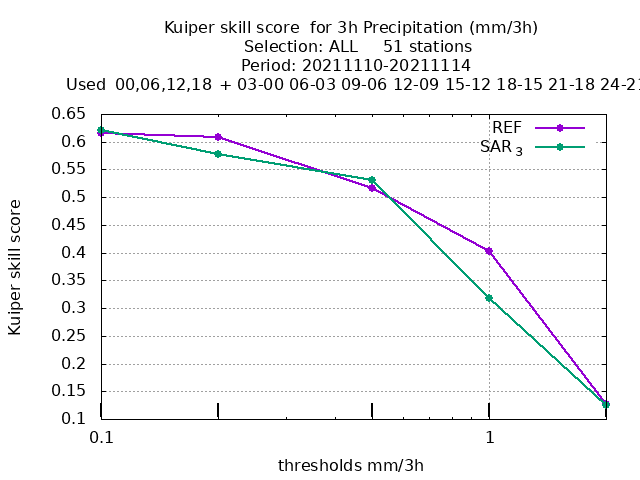 Kuiper skill score  for 3h Precipitation (mm/3h)
Selection: ALL     51 stations
Period: 20211110-20211114
Used  00,06,12,18  + 03-00 06-03 09-06 12-09  15-12 18-15 21-18 24-21
REF
SAR 3
0.65
0.6
0.55
0.5
0.45
0.4
0.35
0.3
0.25
0.2
0.15
0.1
Kuiper skill score
0.1
1
thresholds mm/3h